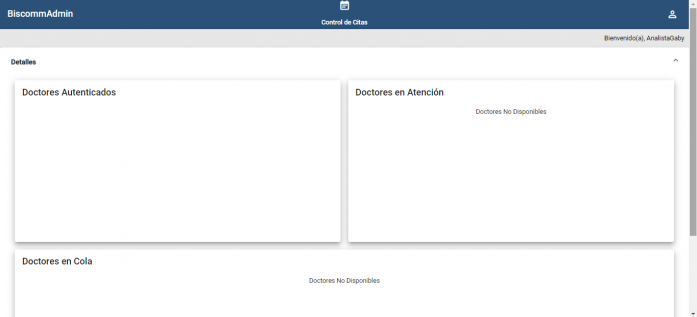 BiscommAdmin
Control de Citas
Bienvenido(a), AnalistaGaby
Detalles
Doctores Autenticados
Doctores en Atención
Doctores No Disponibles
Doctores en Cola
Doctores No Disponibles